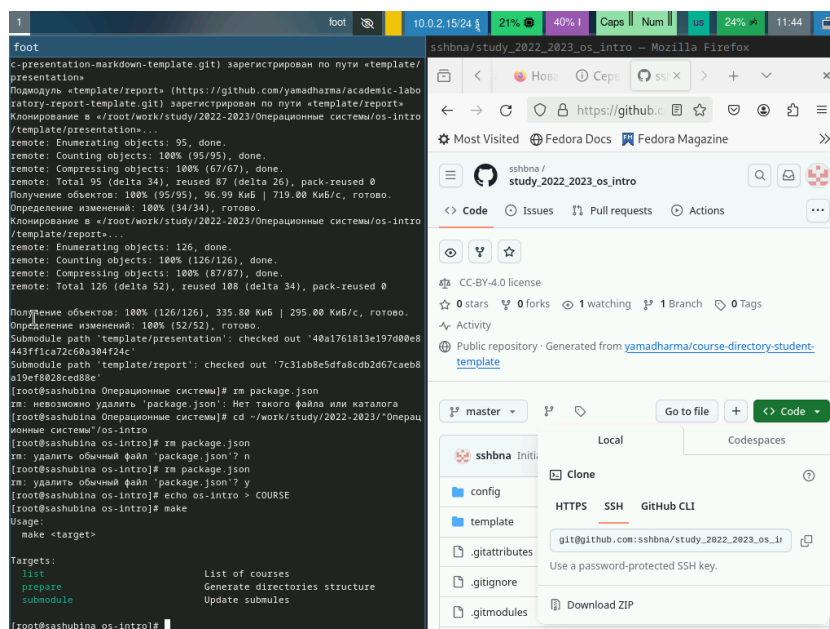 1
foot
10.0.2.15/24
21%
40%
Caps
Num
us
24%
11:44
foot
c-presentation-markdown-template.git) зарегистрирован по пути «template/
presentation»
Подмодуль «template/report» (https://github.com/yamadharma/academic-labo
ratory-report-template.git) зарегистрирован по пути «template/report»
Клонирование в «/root/work/study/2022-2023/Операционные системы/os-intro
/template/presentation»...
remote: Enumerating objects: 95, done.
remote: Counting objects: 100% (95/95), done.
remote: Compressing objects: 100% (67/67), done.
remote: Total 95 (delta 34), reused 87 (delta 26), pack-reused 0
Получение объектов: 100% (95/95), 96.99 КиБ | 719.00 КиБ/с, готово.
Определение изменений: 100% (34/34), готово.
Клонирование в «/root/work/study/2022-2023/Операционные системы/os-intro
/template/report»...
remote: Enumerating objects: 126, done.
remote: Counting objects: 100% (126/126), done.
remote: Compressing objects: 100% (87/87), done.
remote: Total 126 (delta 52), reused 108 (delta 34), pack-reused 0
Получение объектов: 100% (126/126), 335.80 КиБ | 295.00 КиБ/с, готово.
Определение изменений: 100% (52/52), готово.
Submodule path 'template/presentation': checked out '40a1761813e197d00e8
443ff1ca72c60a304f24c'
Submodule path 'template/report': checked out '7c31ab8e5dfa8cdb2d67caeb8
a19ef8028ced88e'
[root@sashubina Операционные системы]# rm package.json
rm: невозможно удалить 'package.json': Нет такого файла или каталога
[root@sashubina Операционные системы]# cd ~/work/study/2022-2023/"Операц
ионные системы"/os-intro
[root@sashubina os-intro]# rm package.json
rm: удалить обычный файл 'package.json'? n
[root@sashubina os-intro]# rm package.json
rm: удалить обычный файл 'package.json'? y
[root@sashubina os-intro]# echo os-intro > COURSE
[root@sashubina os-intro]# make
Usage:
make <target>
Targets:
list List of courses
prepare Generate directories structure
submodule Update submules
[root@sashubina os-intro]#
sshbna/study_2022_2023_os_intro — Mozilla Firefox
Нова
Серв
ss
https://github.c
Most Visited
Fedora Docs
Fedora Magazine
sshbna /
study_2022_2023_os_intro
Code
Issues
Pull requests
Actions
CC-BY-4.0 license
0 stars
0 forks
1 watching
1 Branch
0 Tags
Activity
Public repository · Generated from yamadharma/course-directory-student-
template
master
Go to file
Code
Local
Codespaces
sshbna Initi
Clone
config
HTTPS
SSH
GitHub CLI
template
git@github.com:sshbna/study_2022_2023_os_in
.gitattributes
Use a password-protected SSH key.
.gitignore
.gitmodules
Download ZIP